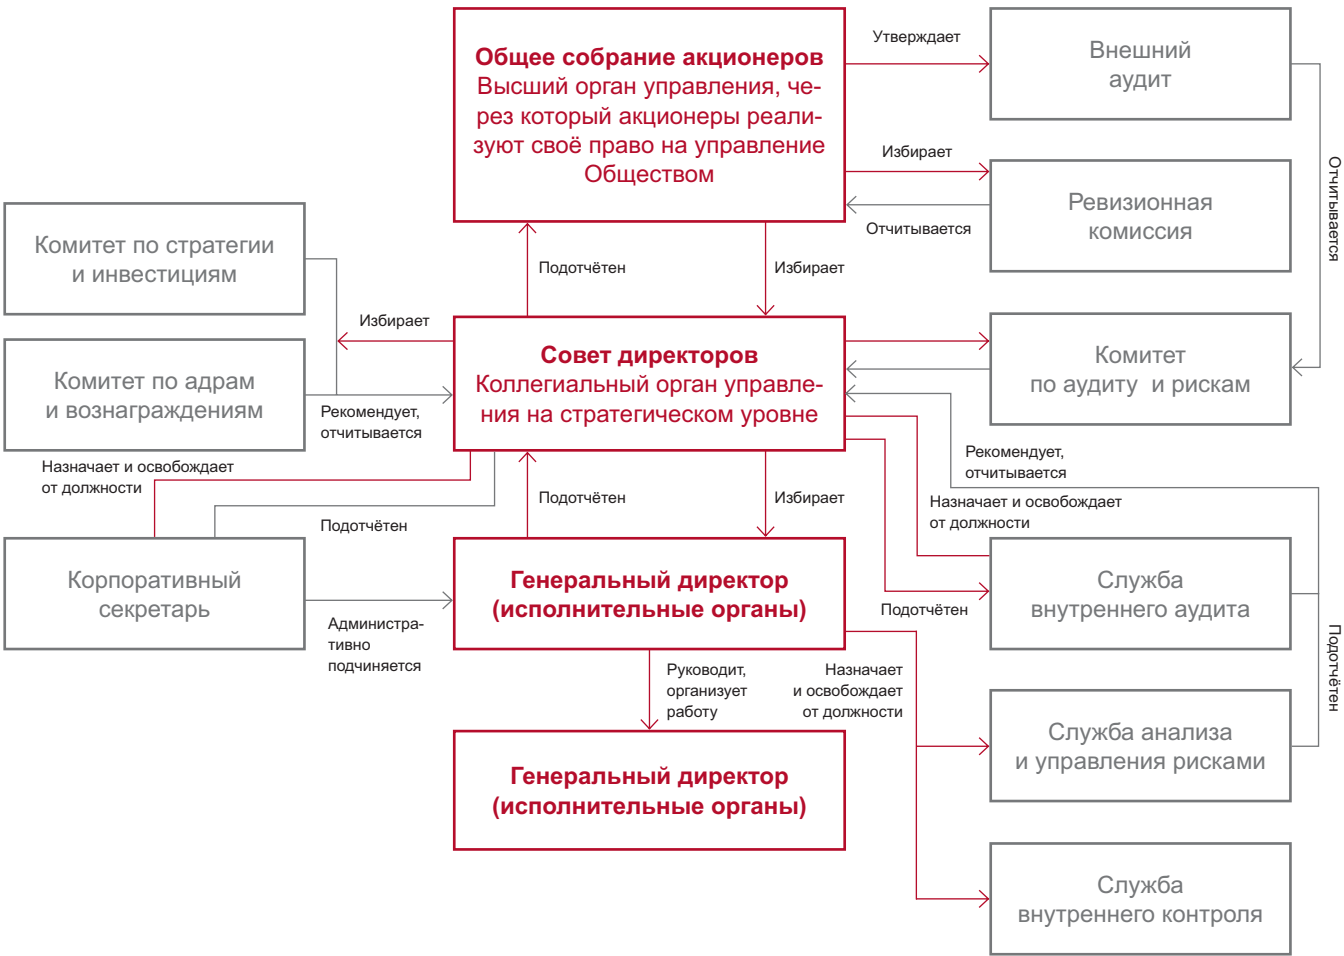 Общее собрание акционеров
Высший орган управления, че-
рез который акционеры реали-
зуют своё право на управление
Обществом
Утверждает
Внешний
аудит
Отчитывается
Избирает
Ревизионная
комиссия
Отчитывается
Комитет по стратегии
и инвестициям
Подотчётен
Избирает
Избирает
Совет директоров
Коллегиальный орган управле-
ния на стратегическом уровне
Комитет
по аудиту и рискам
Комитет по адрам
и вознаграждениям
Рекомендует,
отчитывается
Назначает и освобождает
от должности
Подотчётен
Подотчётен
Избирает
Рекомендует,
отчитывается
Назначает и освобождает
от должности
Корпоративный
секретарь
Административ-
тивно
подчиняется
Генеральный директор
(исполнительные органы)
Подотчётен
Служба
внутреннего аудита
Подотчётен
Руководит,
организует
работу
Назначает
и освобождает
от должности
Служба анализа
и управления рисками
Генеральный директор
(исполнительные органы)
Служба
внутреннего контроля